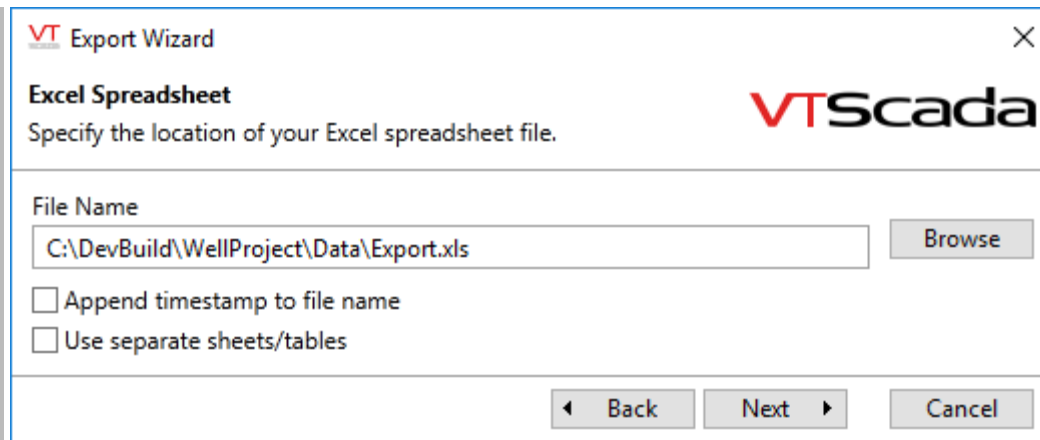 VT Export Wizard
Excel Spreadsheet
VTScada
Specify the location of your Excel spreadsheet file.
File Name
C:\DevBuild\WellProject\Data\Export.xls
Browse
Append timestamp to file name
Use separate sheets/tables
Back
Next
Cancel